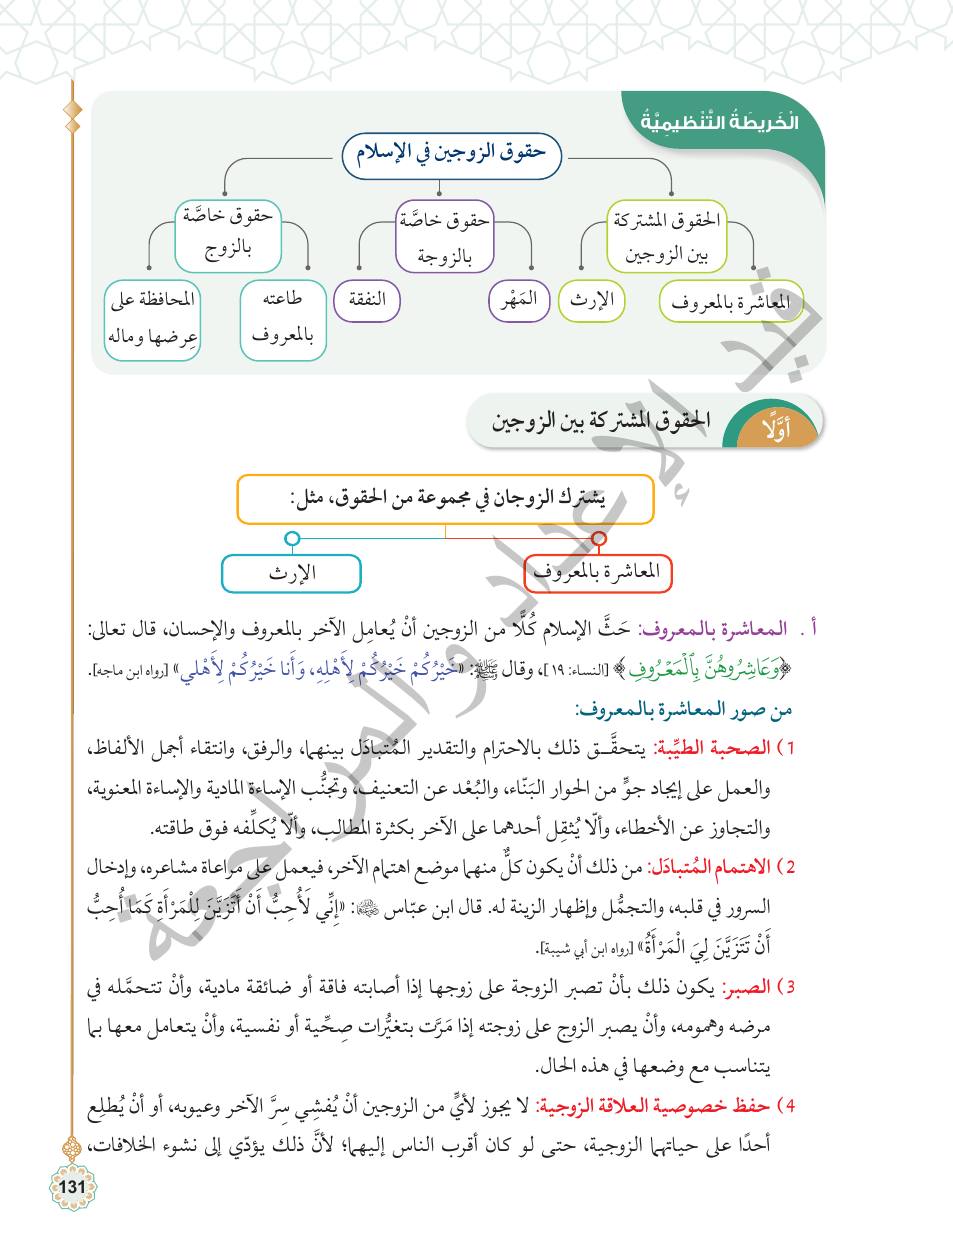 الْخَرِيطَةُ التَّنْظِيمِيَّةُ
حقوق الزوجين في الإسلام
الحقوق المشتركة
بين الزوجين
حقوق خاصَّة
بالزوجة
حقوق خاصَّة
بالزوج
المعاشرة بالمعروف
الإرث
المَهْر
النفقة
طاعته
بالمعروف
المحافظة على
عِرضها وماله
أوَّلًا
الحقوق المشتركة بين الزوجين
يشترك الزوجان في مجموعة من الحقوق، مثل:
المعاشرة بالمعروف
الإرث
أ . المعاشرة بالمعروف: حَثَّ الإسلام كُلًّا من الزوجين أنْ يُعامِل الآخر بالمعروف والإحسان، قال تعالى:
﴿وَعَاشِرُوهُنَّ بِالْمَعْرُوفِ﴾ [النساء: ١٩]، وقال ﷺ: «خَيْرُكُمْ خَيْرُكُمْ لِأَهْلِهِ، وَأَنا خَيْرُكُمْ لِأَهْلي» [رواه ابن ماجه].
من صور المعاشرة بالمعروف:
1) الصحبة الطيِّبة: يتحقَّق ذلك بالاحترام والتقدير المُتبادَل بينهما، والرفق، وانتقاء أجمل الألفاظ،
والعمل على إيجاد جوٍّ من الحوار البَنّاء، والبُعْد عن التعنيف، وتجنُّب الإساءة المادية والإساءة المعنوية،
والتجاوز عن الأخطاء، وألّا يُثقِل أحدهما على الآخر بكثرة المطالب، وألّا يُكلِّفه فوق طاقته.
2) الاهتمام المُتبادَل: من ذلك أنْ يكون كلٌّ منهما موضع اهتمام الآخر، فيعمل على مراعاة مشاعره، وإدخال
السرور في قلبه، والتجمُّل وإظهار الزينة له. قال ابن عبّاس: «إِنِّي لَأُحِبُّ أَنْ أَتَزَيَّنَ لِلْمَرْأَةِ كَمَا أُحِبُّ
أَنْ تَتَزَيَّنَ لِيَ الْمَرْأَةُ» [رواه ابن أبي شيبة].
3) الصبر: يكون ذلك بأنْ تصبر الزوجة على زوجها إذا أصابته فاقة أو ضائقة مادية، وأنْ تتحمَّله في
مرضه وهمومه، وأنْ يصبر الزوج على زوجته إذا مَرَّت بتغيُّرات صِحِّية أو نفسية، وأنْ يتعامل معها بما
يتناسب مع وضعها في هذه الحال.
4) حفظ خصوصية العلاقة الزوجية: لا يجوز لأيٍّ من الزوجين أنْ يُفشِي سِرَّ الآخر وعيوبه، أو أنْ يُطلِع
أحدًا على حياتهما الزوجية، حتى لو كان أقرب الناس إليهما؛ لأنَّ ذلك يؤدّي إلى نشوء الخلافات،
131
قيد الإعداد والمراجعة